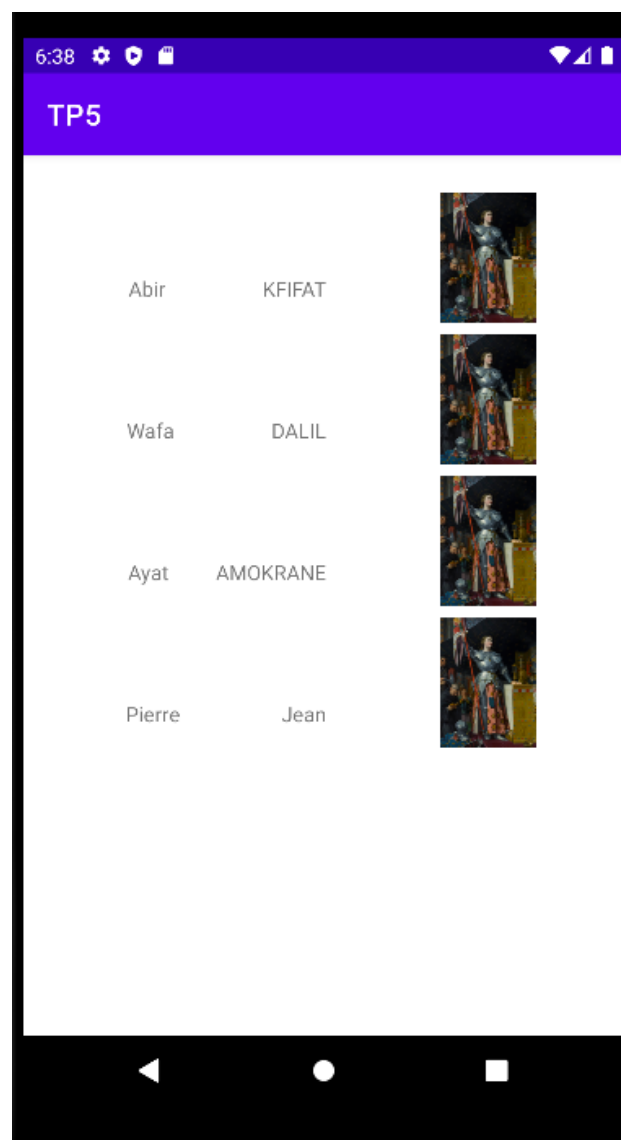 6:38
TP5
Abir KFIFAT
Wafa DALIL
Ayat AMOKRANE
Pierre Jean